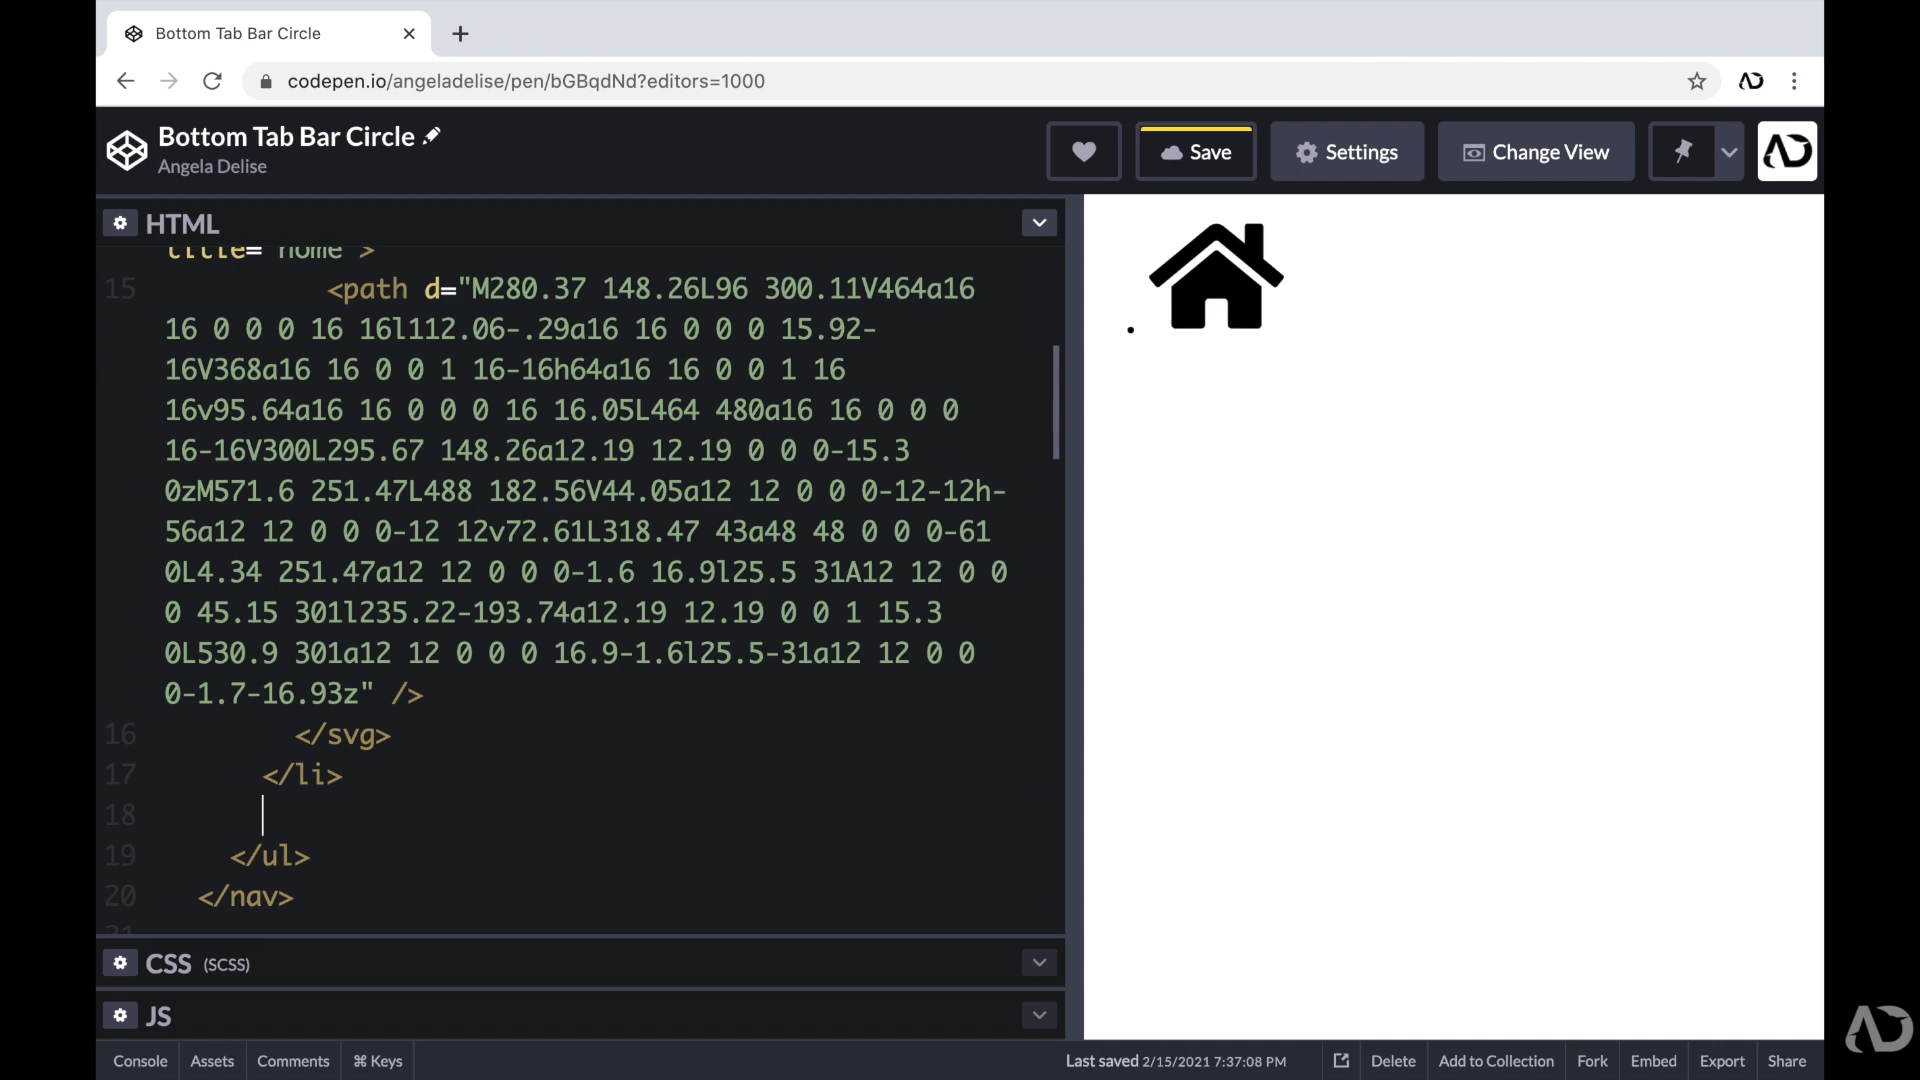 Bottom Tab Bar Circle
codepen.io/angeladelise/pen/bGBqdNd?editors=1000
Bottom Tab Bar Circle
Angela Delise
Save
Settings
Change View
HTML
title="home">
15 <path d="M280.37 148.26L96 300.11V464a16
16 0 0 0 16 16l112.06-.29a16 16 0 0 0 15.92-
16V368a16 16 0 0 1 16-16h64a16 16 0 0 1 16
16v95.64a16 16 0 0 0 16 16.05L464 480a16 16 0 0 0
16-16V300L295.67 148.26a12.19 12.19 0 0 0-15.3
0zM571.6 251.47L488 182.56V44.05a12 12 0 0 0-12-12h-
56a12 12 0 0 0-12 12v72.61L318.47 43a48 48 0 0 0-61
0L4.34 251.47a12 12 0 0 0-1.6 16.9l25.5 31A12 12 0 0
0 45.15 301l235.22-193.74a12.19 12.19 0 0 1 15.3
0L530.9 301a12 12 0 0 0 16.9-1.6l25.5-31a12 12 0 0
0-1.7-16.93z" />
16 </svg>
17 </li>
18
19 </ul>
20 </nav>
21
CSS (SCSS)
JS
Console Assets Comments ⌘ Keys Last saved 2/15/2021 7:37:08 PM Delete Add to Collection Fork Embed Export Share